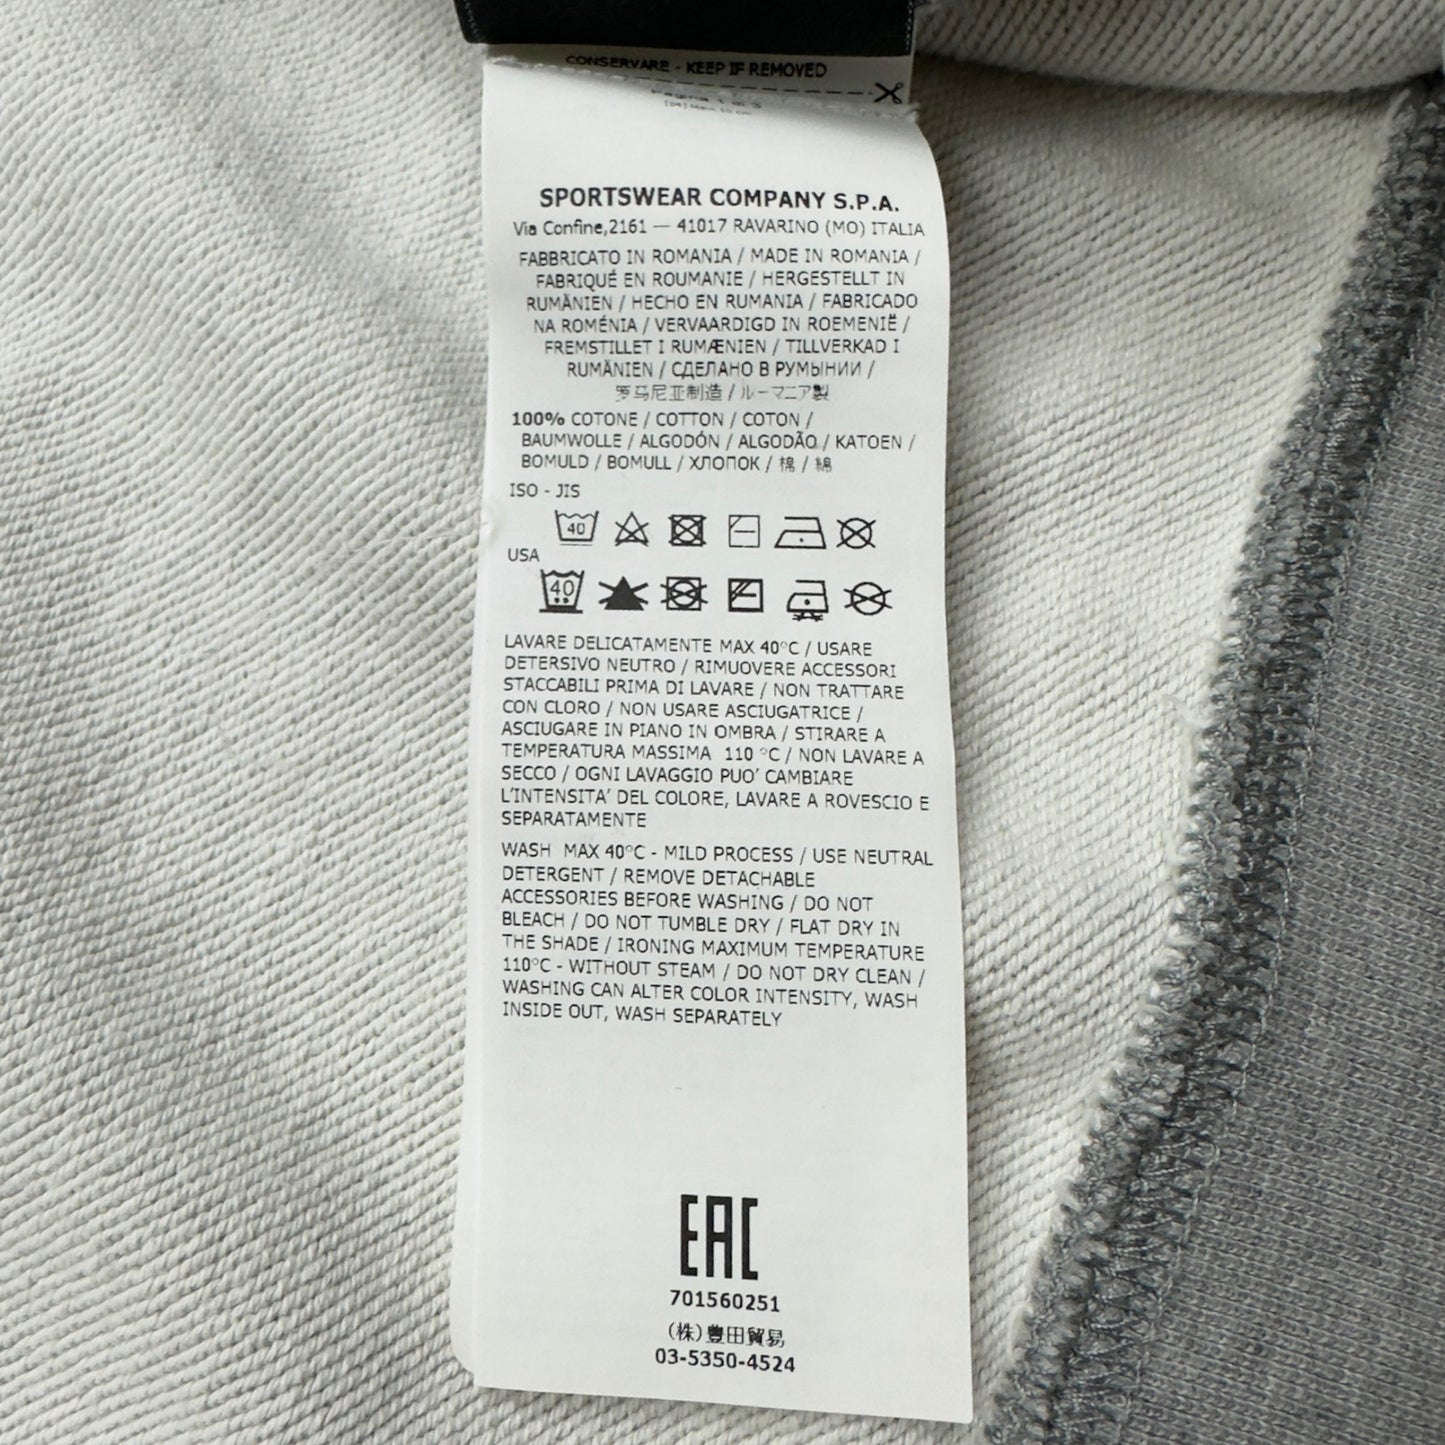 CONSERVARE - KEEP IF REMOVED
SPORTSWEAR COMPANY S.P.A.
Via Confine,2161 — 41017 RAVARINO (MO) ITALIA
FABBRICATO IN ROMANIA / MADE IN ROMANIA /
FABRIQUÉ EN ROUMANIE / HERGESTELLT IN
RUMÄNIEN / HECHO EN RUMANIA / FABRICADO
NA ROMÉNIA / VERVAARDIGD IN ROEMENIË /
FREMSTILLET I RUMÆNIEN / TILLVERKAD I
RUMÄNIEN / СДЕЛАНО В РУМЫНИИ /
罗马尼亚制造 / ルーマニア製
100% COTONE / COTTON / COTON /
BAUMWOLLE / ALGODÓN / ALGODÃO / KATOEN /
BOMULD / BOMULL / ХЛОПОК / 棉 / 綿
ISO - JIS
40
USA
40
LAVARE DELICATAMENTE MAX 40°C / USARE
DETERSIVO NEUTRO / RIMUOVERE ACCESSORI
STACCABILI PRIMA DI LAVARE / NON TRATTARE
CON CLORO / NON USARE ASCIUGATRICE /
ASCIUGARE IN PIANO IN OMBRA / STIRARE A
TEMPERATURA MASSIMA 110 °C / NON LAVARE A
SECCO / OGNI LAVAGGIO PUO' CAMBIARE
L'INTENSITA' DEL COLORE, LAVARE A ROVESCIO E
SEPARATAMENTE
WASH MAX 40°C - MILD PROCESS / USE NEUTRAL
DETERGENT / REMOVE DETACHABLE
ACCESSORIES BEFORE WASHING / DO NOT
BLEACH / DO NOT TUMBLE DRY / FLAT DRY IN
THE SHADE / IRONING MAXIMUM TEMPERATURE
110°C - WITHOUT STEAM / DO NOT DRY CLEAN /
WASHING CAN ALTER COLOR INTENSITY, WASH
INSIDE OUT, WASH SEPARATELY
EAC
701560251
(株)豊田貿易
03-5350-4524